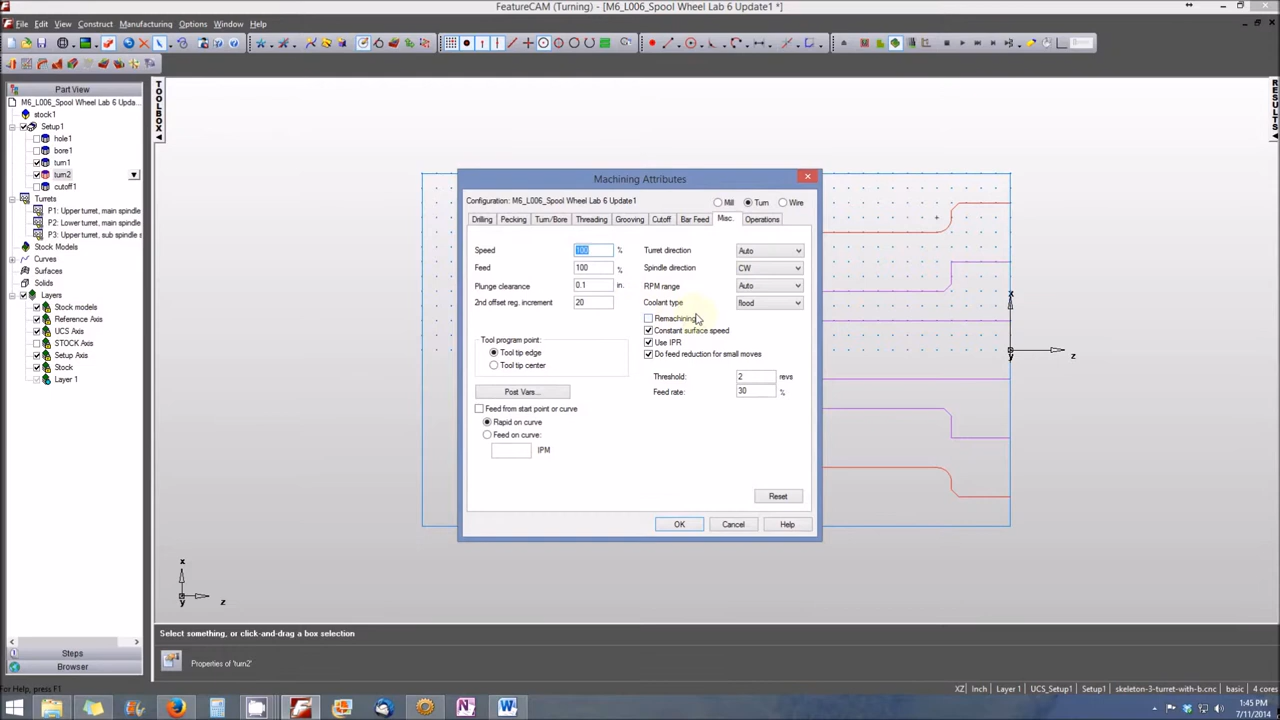 FeatureCAM (Turning) - [M6_L006_Spool Wheel Lab 6 Update1 *]
File Edit View Construct Manufacturing Options Window Help
Part View
M6_L006_Spool Wheel Lab 6 Upda...
stock1
Setup1
hole1
bore1
turn1
turn2
cutoff1
Turrets
P1: Upper turret, main spindle
P2: Lower turret, main spindle
P3: Upper turret, sub spindle
Stock Models
Curves
Surfaces
Solids
Layers
Stock models
Reference Axis
UCS Axis
STOCK Axis
Setup Axis
Stock
Layer 1
Steps
Browser
TOOLBOX
RESULTS
Machining Attributes
Configuration: M6_L006_Spool Wheel Lab 6 Update1
Mill Turn Wire
Drilling Pecking Turn/Bore Threading Grooving Cutoff Bar Feed Misc. Operations
Speed 100 % Turret direction Auto
Feed 100 % Spindle direction CW
Plunge clearance 0.1 in. RPM range Auto
2nd offset reg. increment 20 Coolant type flood
Remachining
Constant surface speed
Use IPR
Do feed reduction for small moves
Tool program point:
Tool tip edge
Tool tip center
Threshold: 2 revs
Feed rate: 30 %
Post Vars...
Feed from start point or curve
Rapid on curve
Feed on curve:
IPM
Reset
OK Cancel Help
x
z
y
x
z
y
Select something, or click-and-drag a box selection
Properties of 'turn2'
For Help, press F1
XZ Inch Layer 1 UCS_Setup1 Setup1 skeleton-3-turret-with-b.cnc basic 4 cores
1:45 PM
7/11/2014